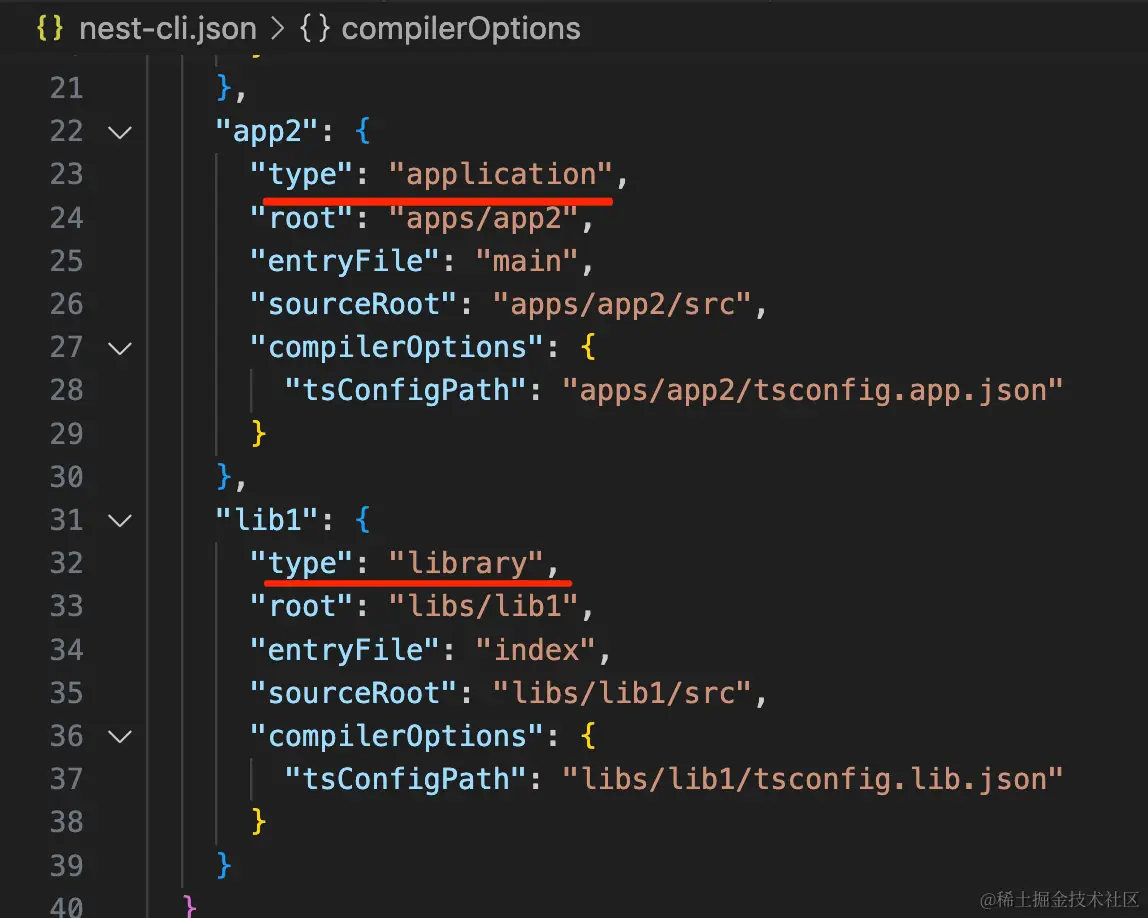 {} nest-cli.json > {} compilerOptions
21 },
22 "app2": {
23 "type": "application",
24 "root": "apps/app2",
25 "entryFile": "main",
26 "sourceRoot": "apps/app2/src",
27 "compilerOptions": {
28 "tsConfigPath": "apps/app2/tsconfig.app.json"
29 }
30 },
31 "lib1": {
32 "type": "library",
33 "root": "libs/lib1",
34 "entryFile": "index",
35 "sourceRoot": "libs/lib1/src",
36 "compilerOptions": {
37 "tsConfigPath": "libs/lib1/tsconfig.lib.json"
38 }
39 }
40 }
@稀土掘金技术社区